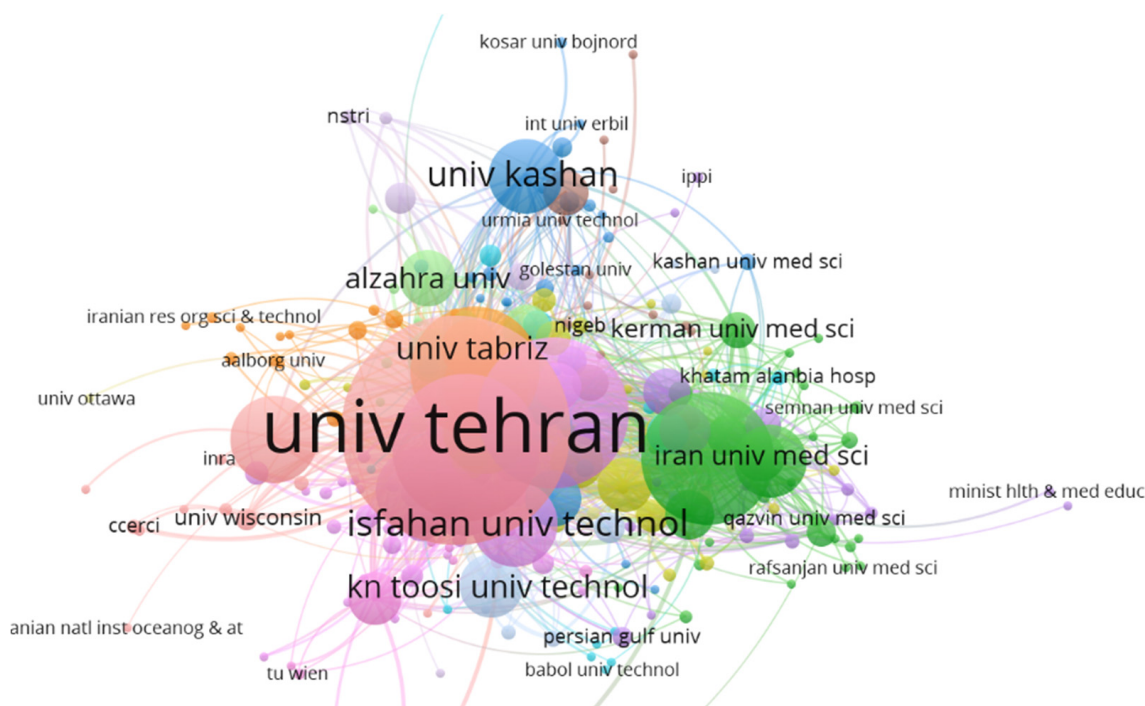 kosar univ bojnord
nstri
int univ erbil
univ kashan
ippi
urmia univ technol
kashan univ med sci
golestan univ
alzahra univ
iranian res org sci & technol
nigeb
kerman univ med sci
univ tabriz
aalborg univ
khatam alanbia hosp
univ ottawa
semnan univ med sci
univ tehran
inra
iran univ med sci
minist hlth & med educ
ccerci
univ wisconsin
isfahan univ technol
qazvin univ med sci
rafsanjan univ med sci
kn toosi univ technol
anian natl inst oceanog & at
persian gulf univ
tu wien
babol univ technol